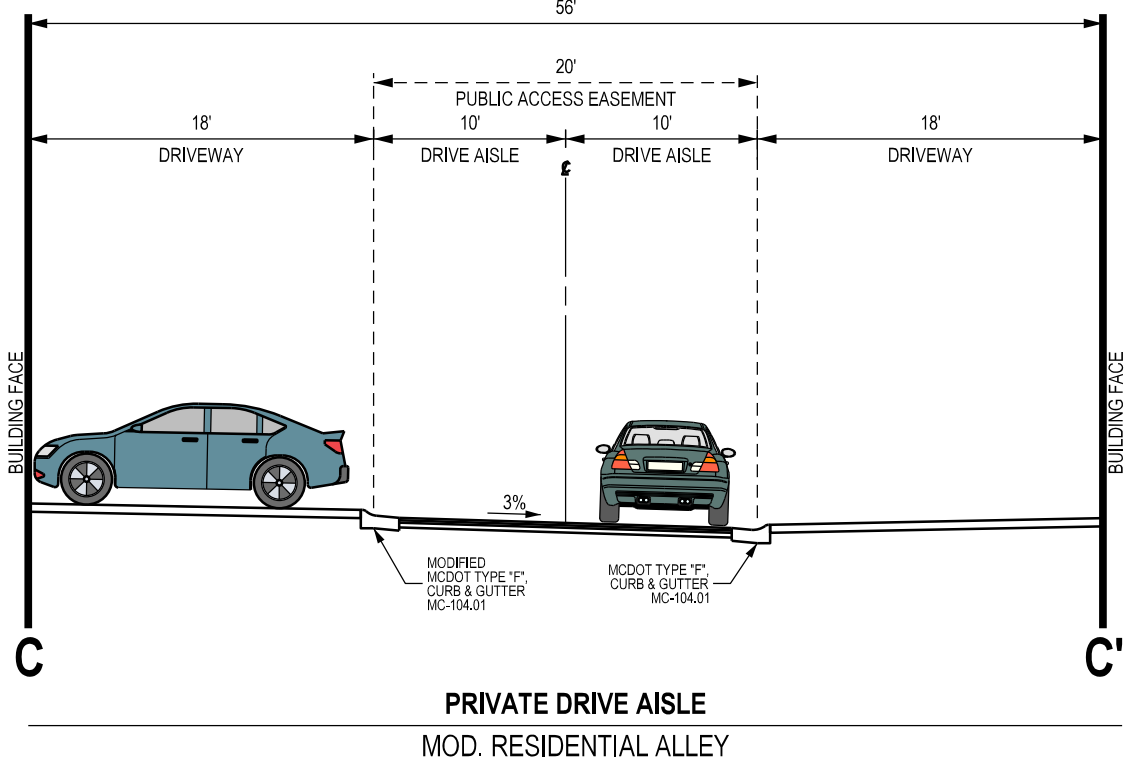 56'
20'
PUBLIC ACCESS EASEMENT
18'
10'
10'
18'
DRIVEWAY
DRIVE AISLE
DRIVE AISLE
DRIVEWAY
℄
BUILDING FACE
BUILDING FACE
3%
MODIFIED
MCDOT TYPE "F",
CURB & GUTTER
MC-104.01
MCDOT TYPE "F",
CURB & GUTTER
MC-104.01
C
C'
PRIVATE DRIVE AISLE
MOD. RESIDENTIAL ALLEY